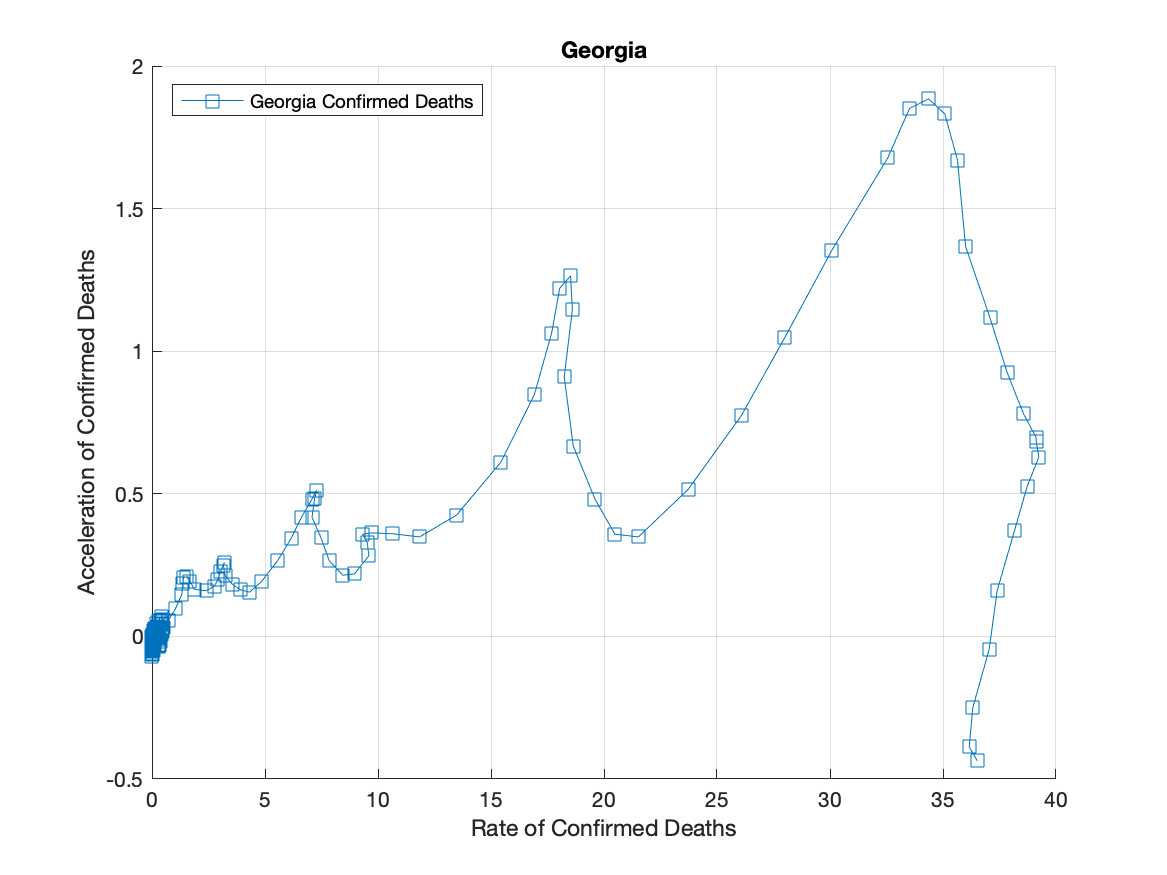 Georgia
Georgia Confirmed Deaths
2
1.5
1
0.5
0
-0.5
Acceleration of Confirmed Deaths
0 5 10 15 20 25 30 35 40
Rate of Confirmed Deaths